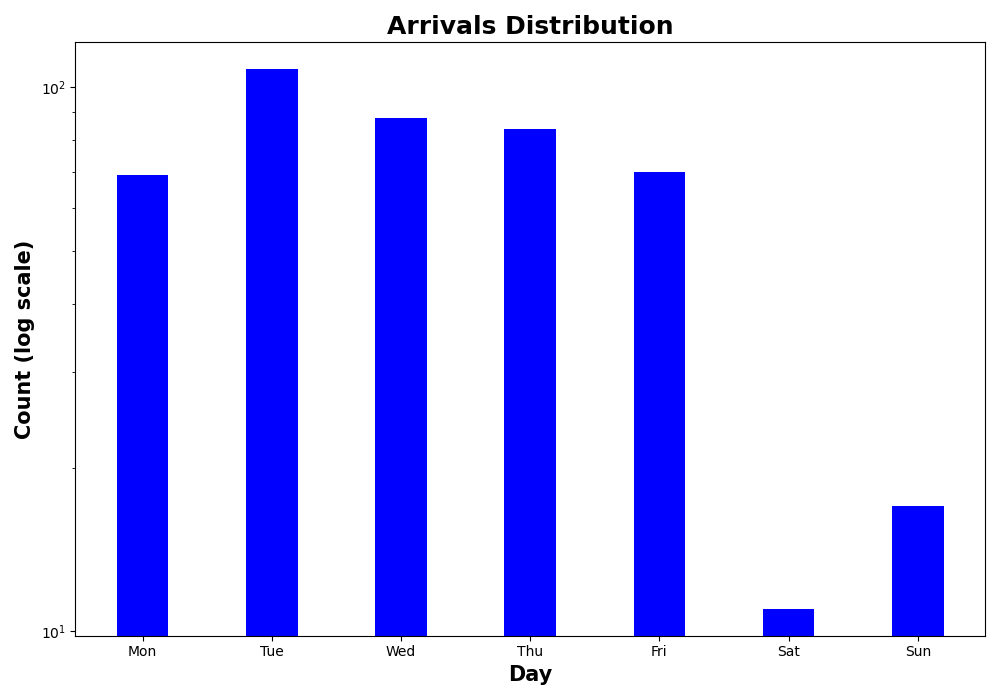 Arrivals Distribution
Count (log scale)
10²
10¹
Mon Tue Wed Thu Fri Sat Sun
Day